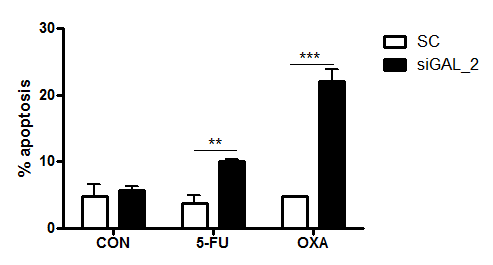 30
20
10
0
% apoptosis
CON
5-FU
OXA
**
***
SC
siGAL_2